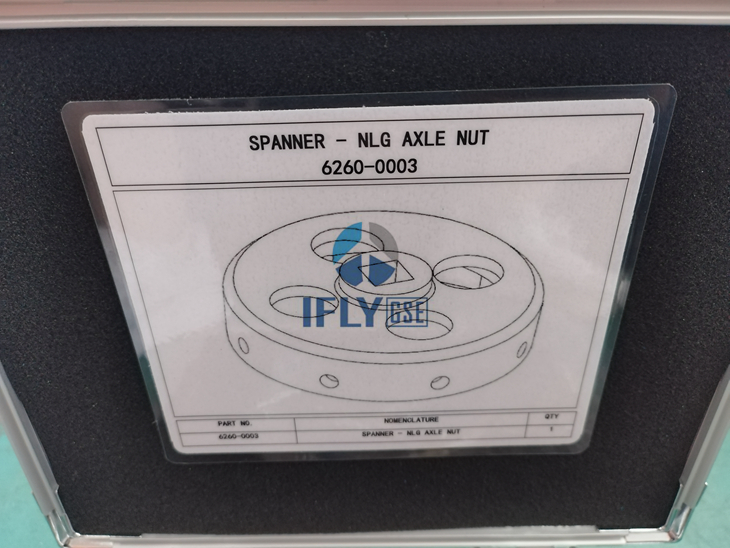 SPANNER - NLG AXLE NUT
6260-0003
IFLY GSE
PART NO. NOMENCLATURE QTY
6260-0003 SPANNER - NLG AXLE NUT 1